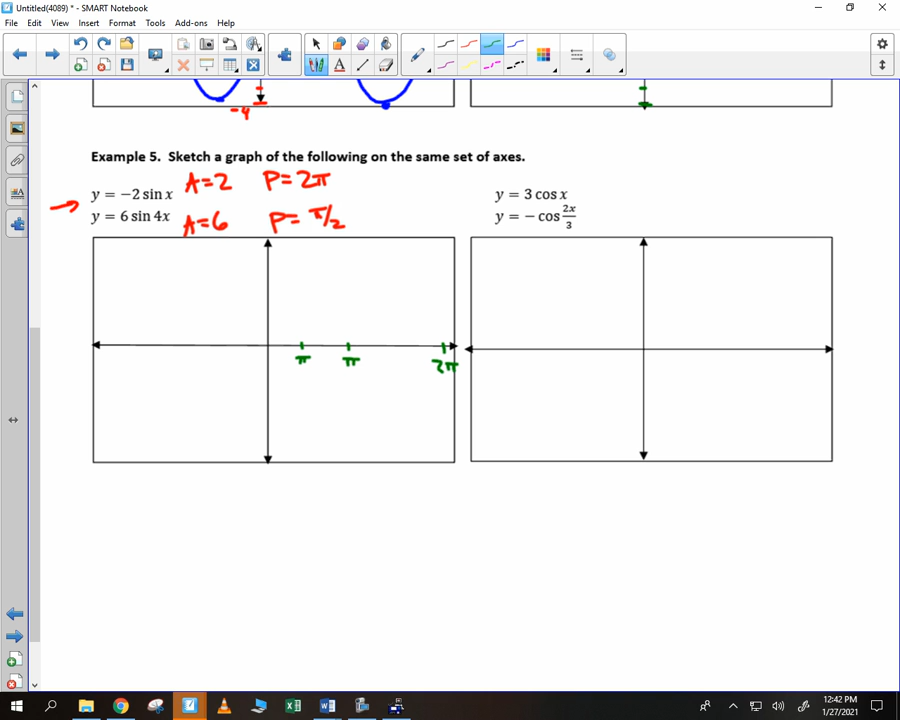 Untitled(4089) * - SMART Notebook
File Edit View Insert Format Tools Add-ons Help
-4
Example 5. Sketch a graph of the following on the same set of axes.
y = −2 sin x A=2 P=2π
y = 6 sin 4x A=6 P=π/2
y = 3 cos x
y = − cos 2x/3
π π 2π
12:42 PM
1/27/2021